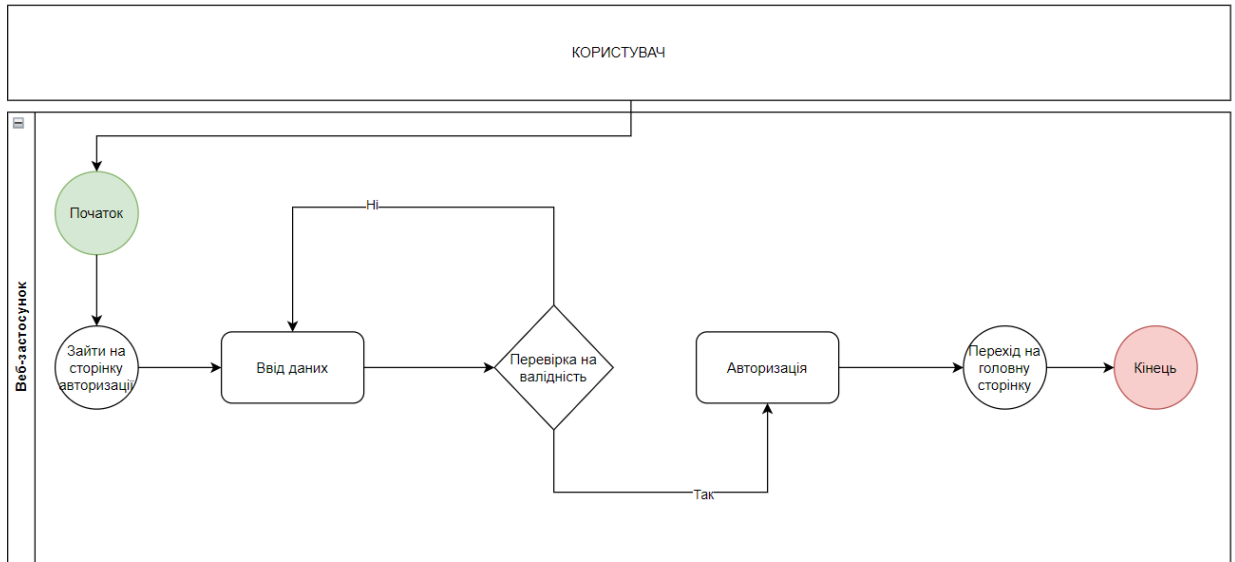 КОРИСТУВАЧ
Веб-застосунок
Початок
Ні
Зайти на
сторінку
авторизації
Ввід даних
Перевірка на
валідність
Авторизація
Перехід на
головну
сторінку
Кінець
Так